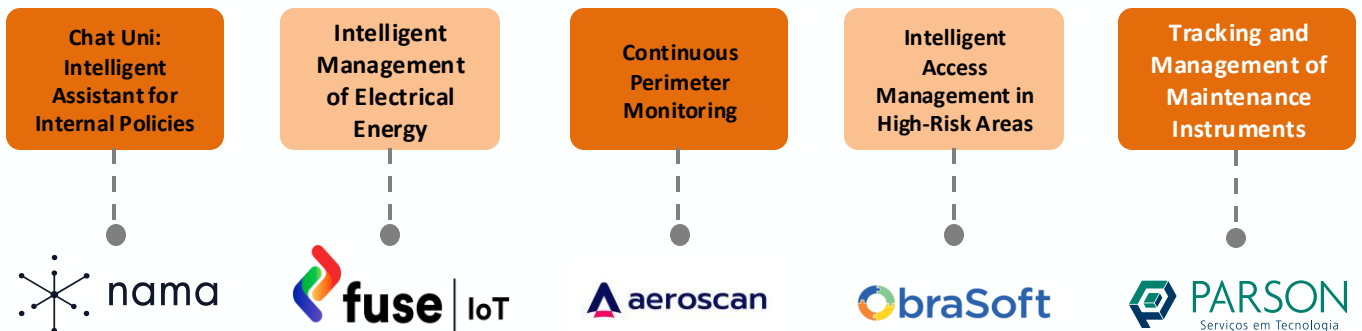 Chat Uni:
Intelligent
Assistant for
Internal Policies
Intelligent
Management
of Electrical
Energy
Continuous
Perimeter
Monitoring
Intelligent
Access
Management in
High-Risk Areas
Tracking and
Management of
Maintenance
Instruments
nama
fuse | IoT
aeroscan
ObraSoft
PARSON
Serviços em Tecnologia